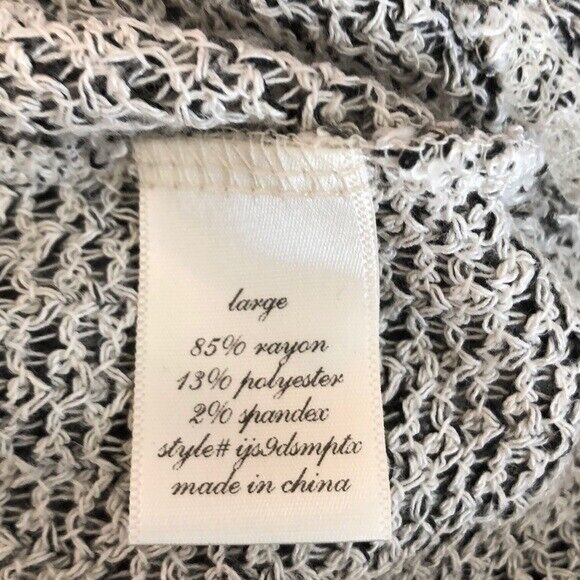 large
85% rayon
13% polyester
2% spandex
style# ijs9dsmptx
made in china